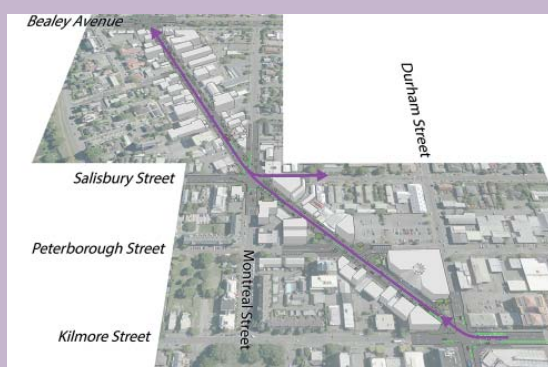 Bealey Avenue
Durham Street
Salisbury Street
Peterborough Street
Montreal Street
Kilmore Street